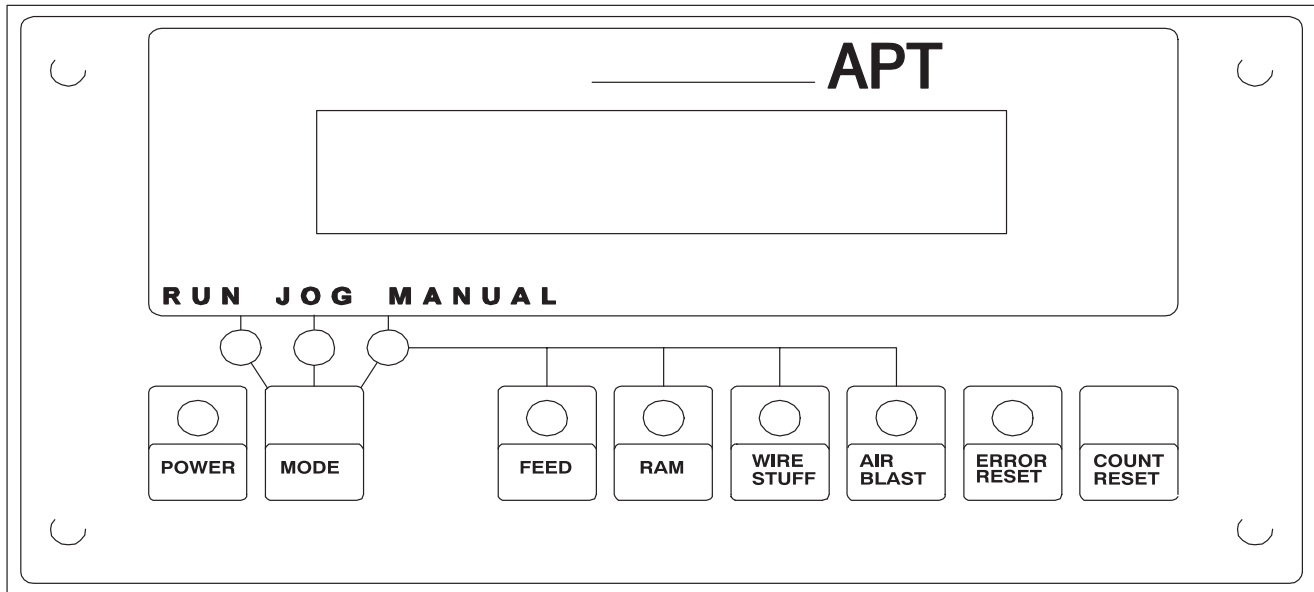 APT
RUN JOG MANUAL
POWER
MODE
FEED
RAM
WIRE
STUFF
AIR
BLAST
ERROR
RESET
COUNT
RESET